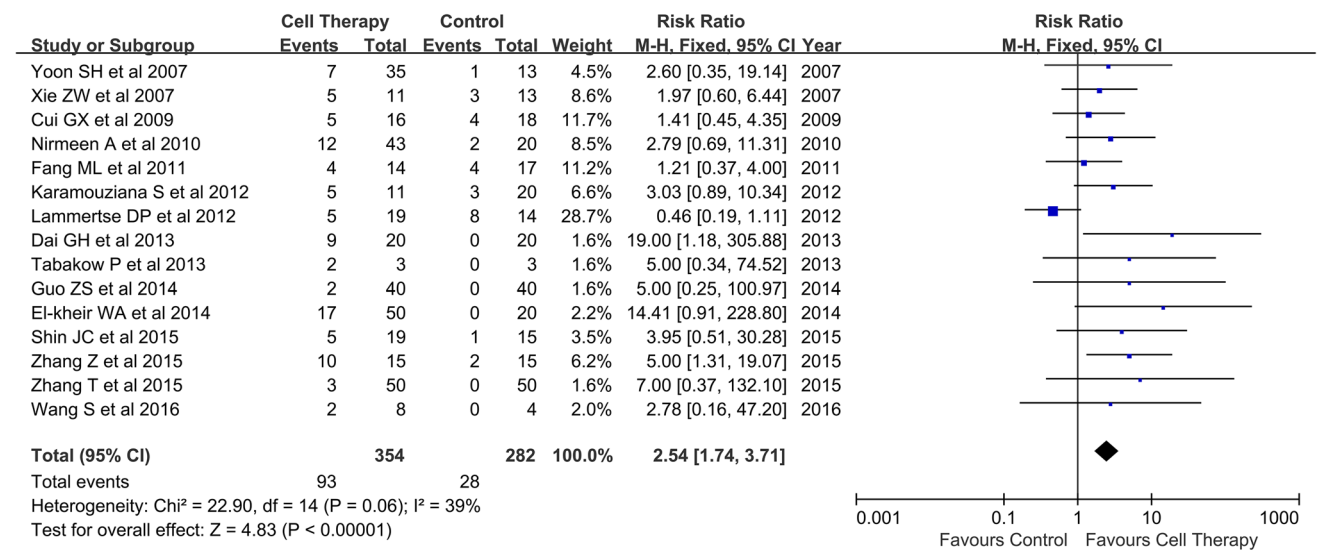 Cell Therapy Control Risk Ratio Risk Ratio
Study or Subgroup Events Total Events Total Weight M-H, Fixed, 95% CI Year M-H, Fixed, 95% CI
Yoon SH et al 2007 7 35 1 13 4.5% 2.60 [0.35, 19.14] 2007
Xie ZW et al 2007 5 11 3 13 8.6% 1.97 [0.60, 6.44] 2007
Cui GX et al 2009 5 16 4 18 11.7% 1.41 [0.45, 4.35] 2009
Nirmeen A et al 2010 12 43 2 20 8.5% 2.79 [0.69, 11.31] 2010
Fang ML et al 2011 4 14 4 17 11.2% 1.21 [0.37, 4.00] 2011
Karamouziana S et al 2012 5 11 3 20 6.6% 3.03 [0.89, 10.34] 2012
Lammertse DP et al 2012 5 19 8 14 28.7% 0.46 [0.19, 1.11] 2012
Dai GH et al 2013 9 20 0 20 1.6% 19.00 [1.18, 305.88] 2013
Tabakow P et al 2013 2 3 0 3 1.6% 5.00 [0.34, 74.52] 2013
Guo ZS et al 2014 2 40 0 40 1.6% 5.00 [0.25, 100.97] 2014
El-kheir WA et al 2014 17 50 0 20 2.2% 14.41 [0.91, 228.80] 2014
Shin JC et al 2015 5 19 1 15 3.5% 3.95 [0.51, 30.28] 2015
Zhang Z et al 2015 10 15 2 15 6.2% 5.00 [1.31, 19.07] 2015
Zhang T et al 2015 3 50 0 50 1.6% 7.00 [0.37, 132.10] 2015
Wang S et al 2016 2 8 0 4 2.0% 2.78 [0.16, 47.20] 2016
Total (95% CI) 354 282 100.0% 2.54 [1.74, 3.71]
Total events 93 28
Heterogeneity: Chi² = 22.90, df = 14 (P = 0.06); I² = 39%
Test for overall effect: Z = 4.83 (P < 0.00001)
0.001 0.1 1 10 1000
Favours Control Favours Cell Therapy